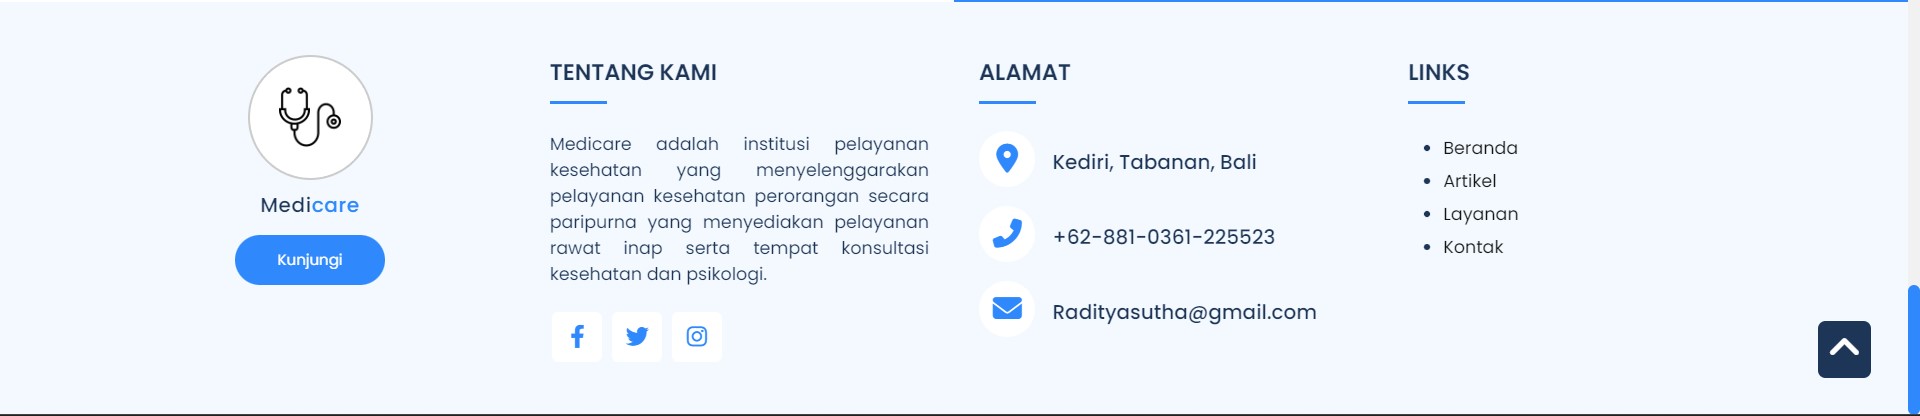 Medicare
Kunjungi
TENTANG KAMI
Medicare adalah institusi pelayanan
kesehatan yang menyelenggarakan
pelayanan kesehatan perorangan secara
paripurna yang menyediakan pelayanan
rawat inap serta tempat konsultasi
kesehatan dan psikologi.
ALAMAT
Kediri, Tabanan, Bali
+62-881-0361-225523
Radityasutha@gmail.com
LINKS
Beranda
Artikel
Layanan
Kontak